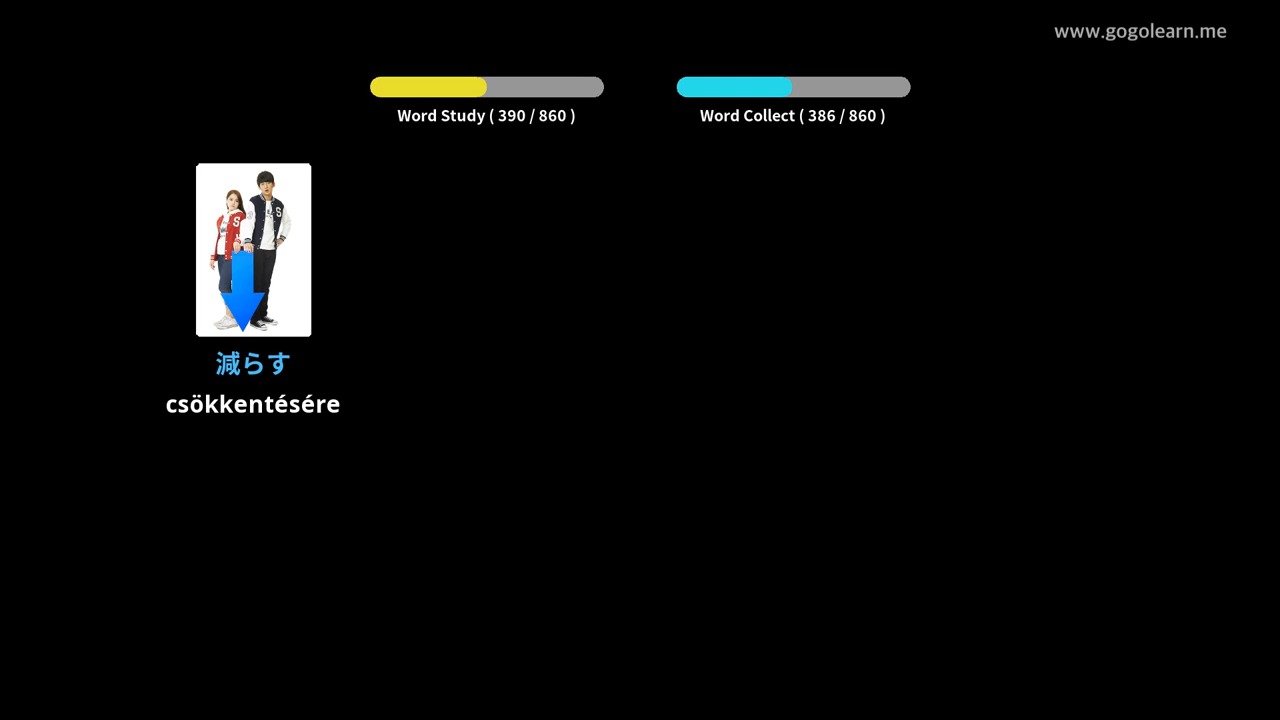 www.gogolearn.me
Word Study ( 390 / 860 )
Word Collect ( 386 / 860 )
S
S
減らす
csökkentésére